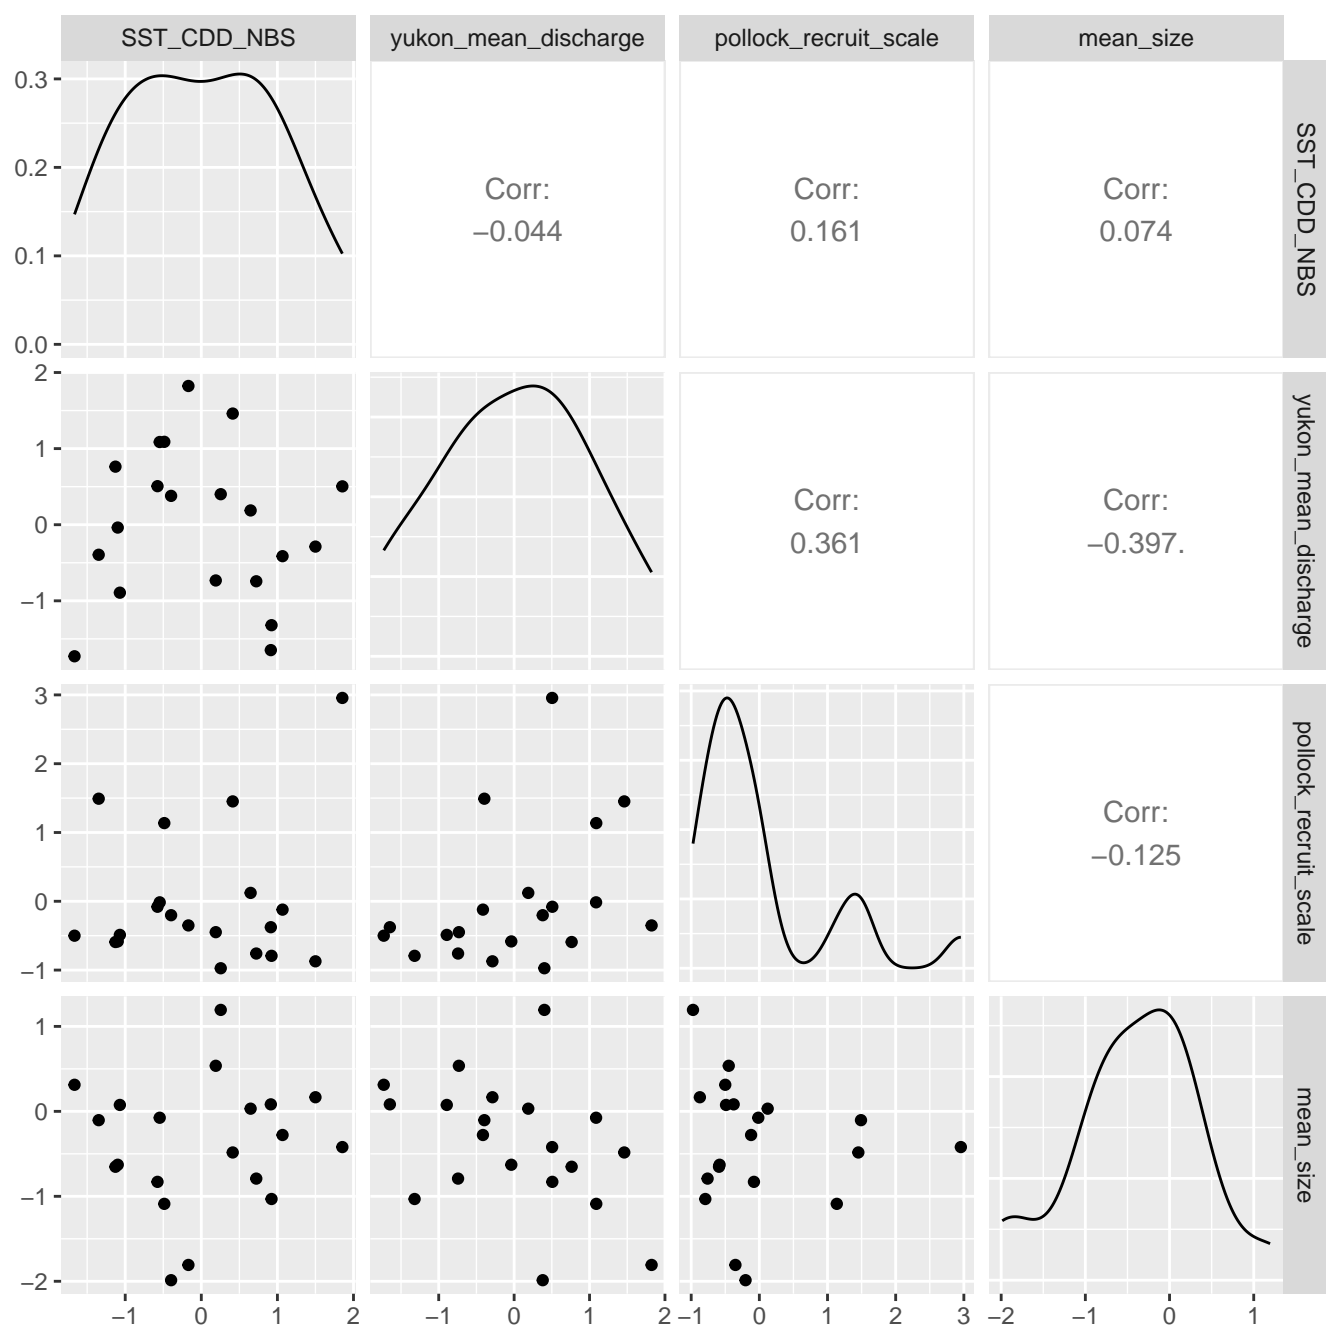 SST_CDD_NBS yukon_mean_discharge pollock_recruit_scale mean_size
0.3
0.2
0.1
0.0
Corr:
−0.044
Corr:
0.161
Corr:
0.074
SST_CDD_NBS
2
1
0
−1
Corr:
0.361
Corr:
−0.397.
yukon_mean_discharge
3
2
1
0
−1
Corr:
−0.125
pollock_recruit_scale
1
0
−1
−2
mean_size
−1 0 1 2 −1 0 1 2 −1 0 1 2 3 −2 −1 0 1